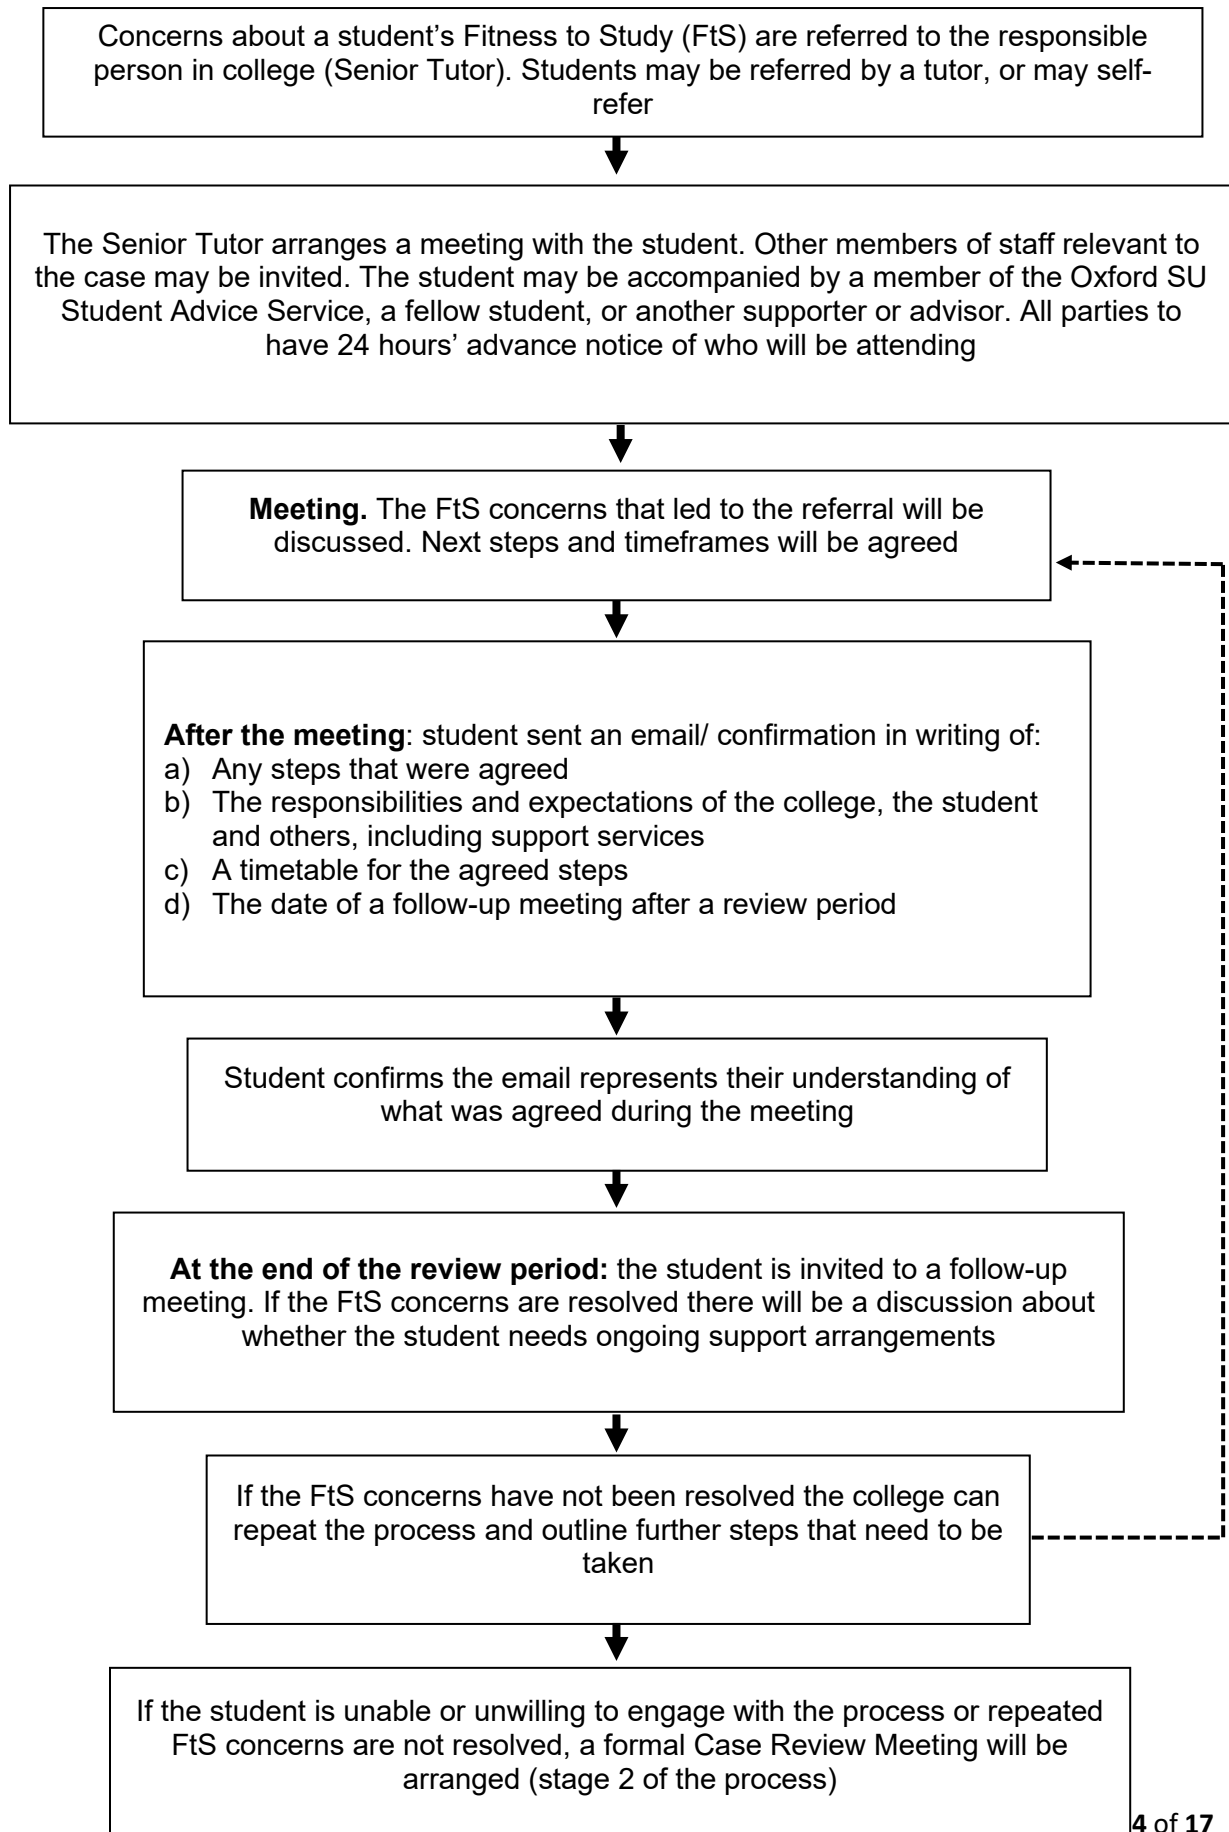 Concerns about a student’s Fitness to Study (FtS) are referred to the responsible
person in college (Senior Tutor). Students may be referred by a tutor, or may self-
refer
The Senior Tutor arranges a meeting with the student. Other members of staff relevant to
the case may be invited. The student may be accompanied by a member of the Oxford SU
Student Advice Service, a fellow student, or another supporter or advisor. All parties to
have 24 hours’ advance notice of who will be attending
Meeting. The FtS concerns that led to the referral will be
discussed. Next steps and timeframes will be agreed
After the meeting: student sent an email/ confirmation in writing of:
a) Any steps that were agreed
b) The responsibilities and expectations of the college, the student
and others, including support services
c) A timetable for the agreed steps
d) The date of a follow-up meeting after a review period
Student confirms the email represents their understanding of
what was agreed during the meeting
At the end of the review period: the student is invited to a follow-up
meeting. If the FtS concerns are resolved there will be a discussion about
whether the student needs ongoing support arrangements
If the FtS concerns have not been resolved the college can
repeat the process and outline further steps that need to be
taken
If the student is unable or unwilling to engage with the process or repeated
FtS concerns are not resolved, a formal Case Review Meeting will be
arranged (stage 2 of the process)
4 of 17